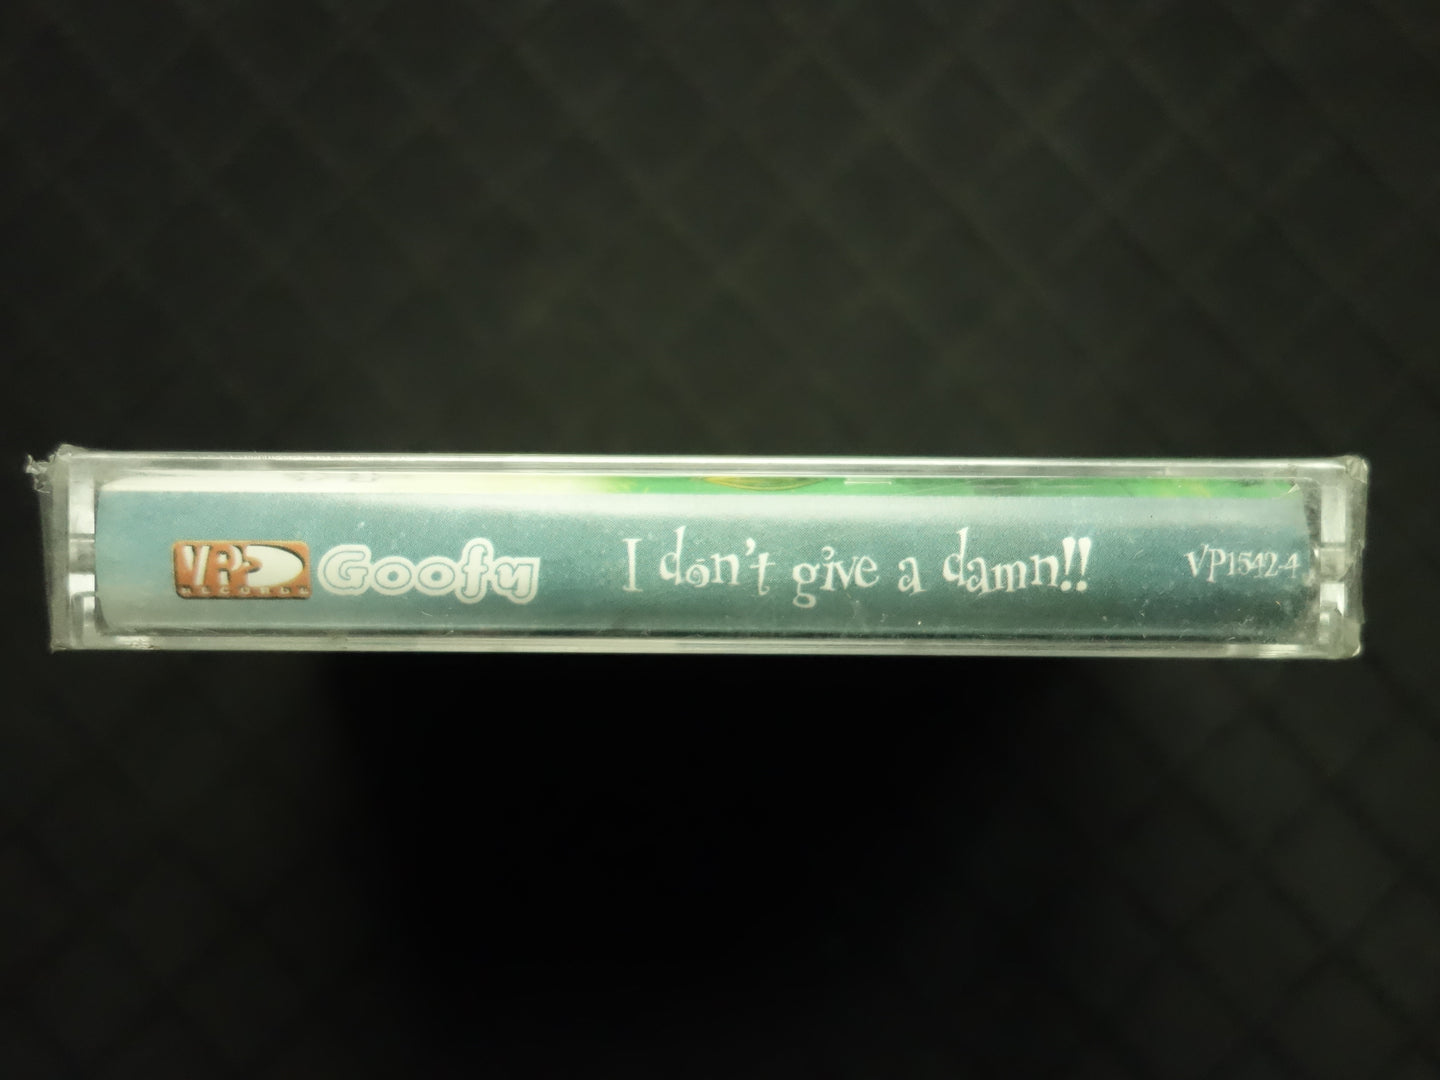 VP RECORDS Goofy I don't give a damn!! VP1542-4